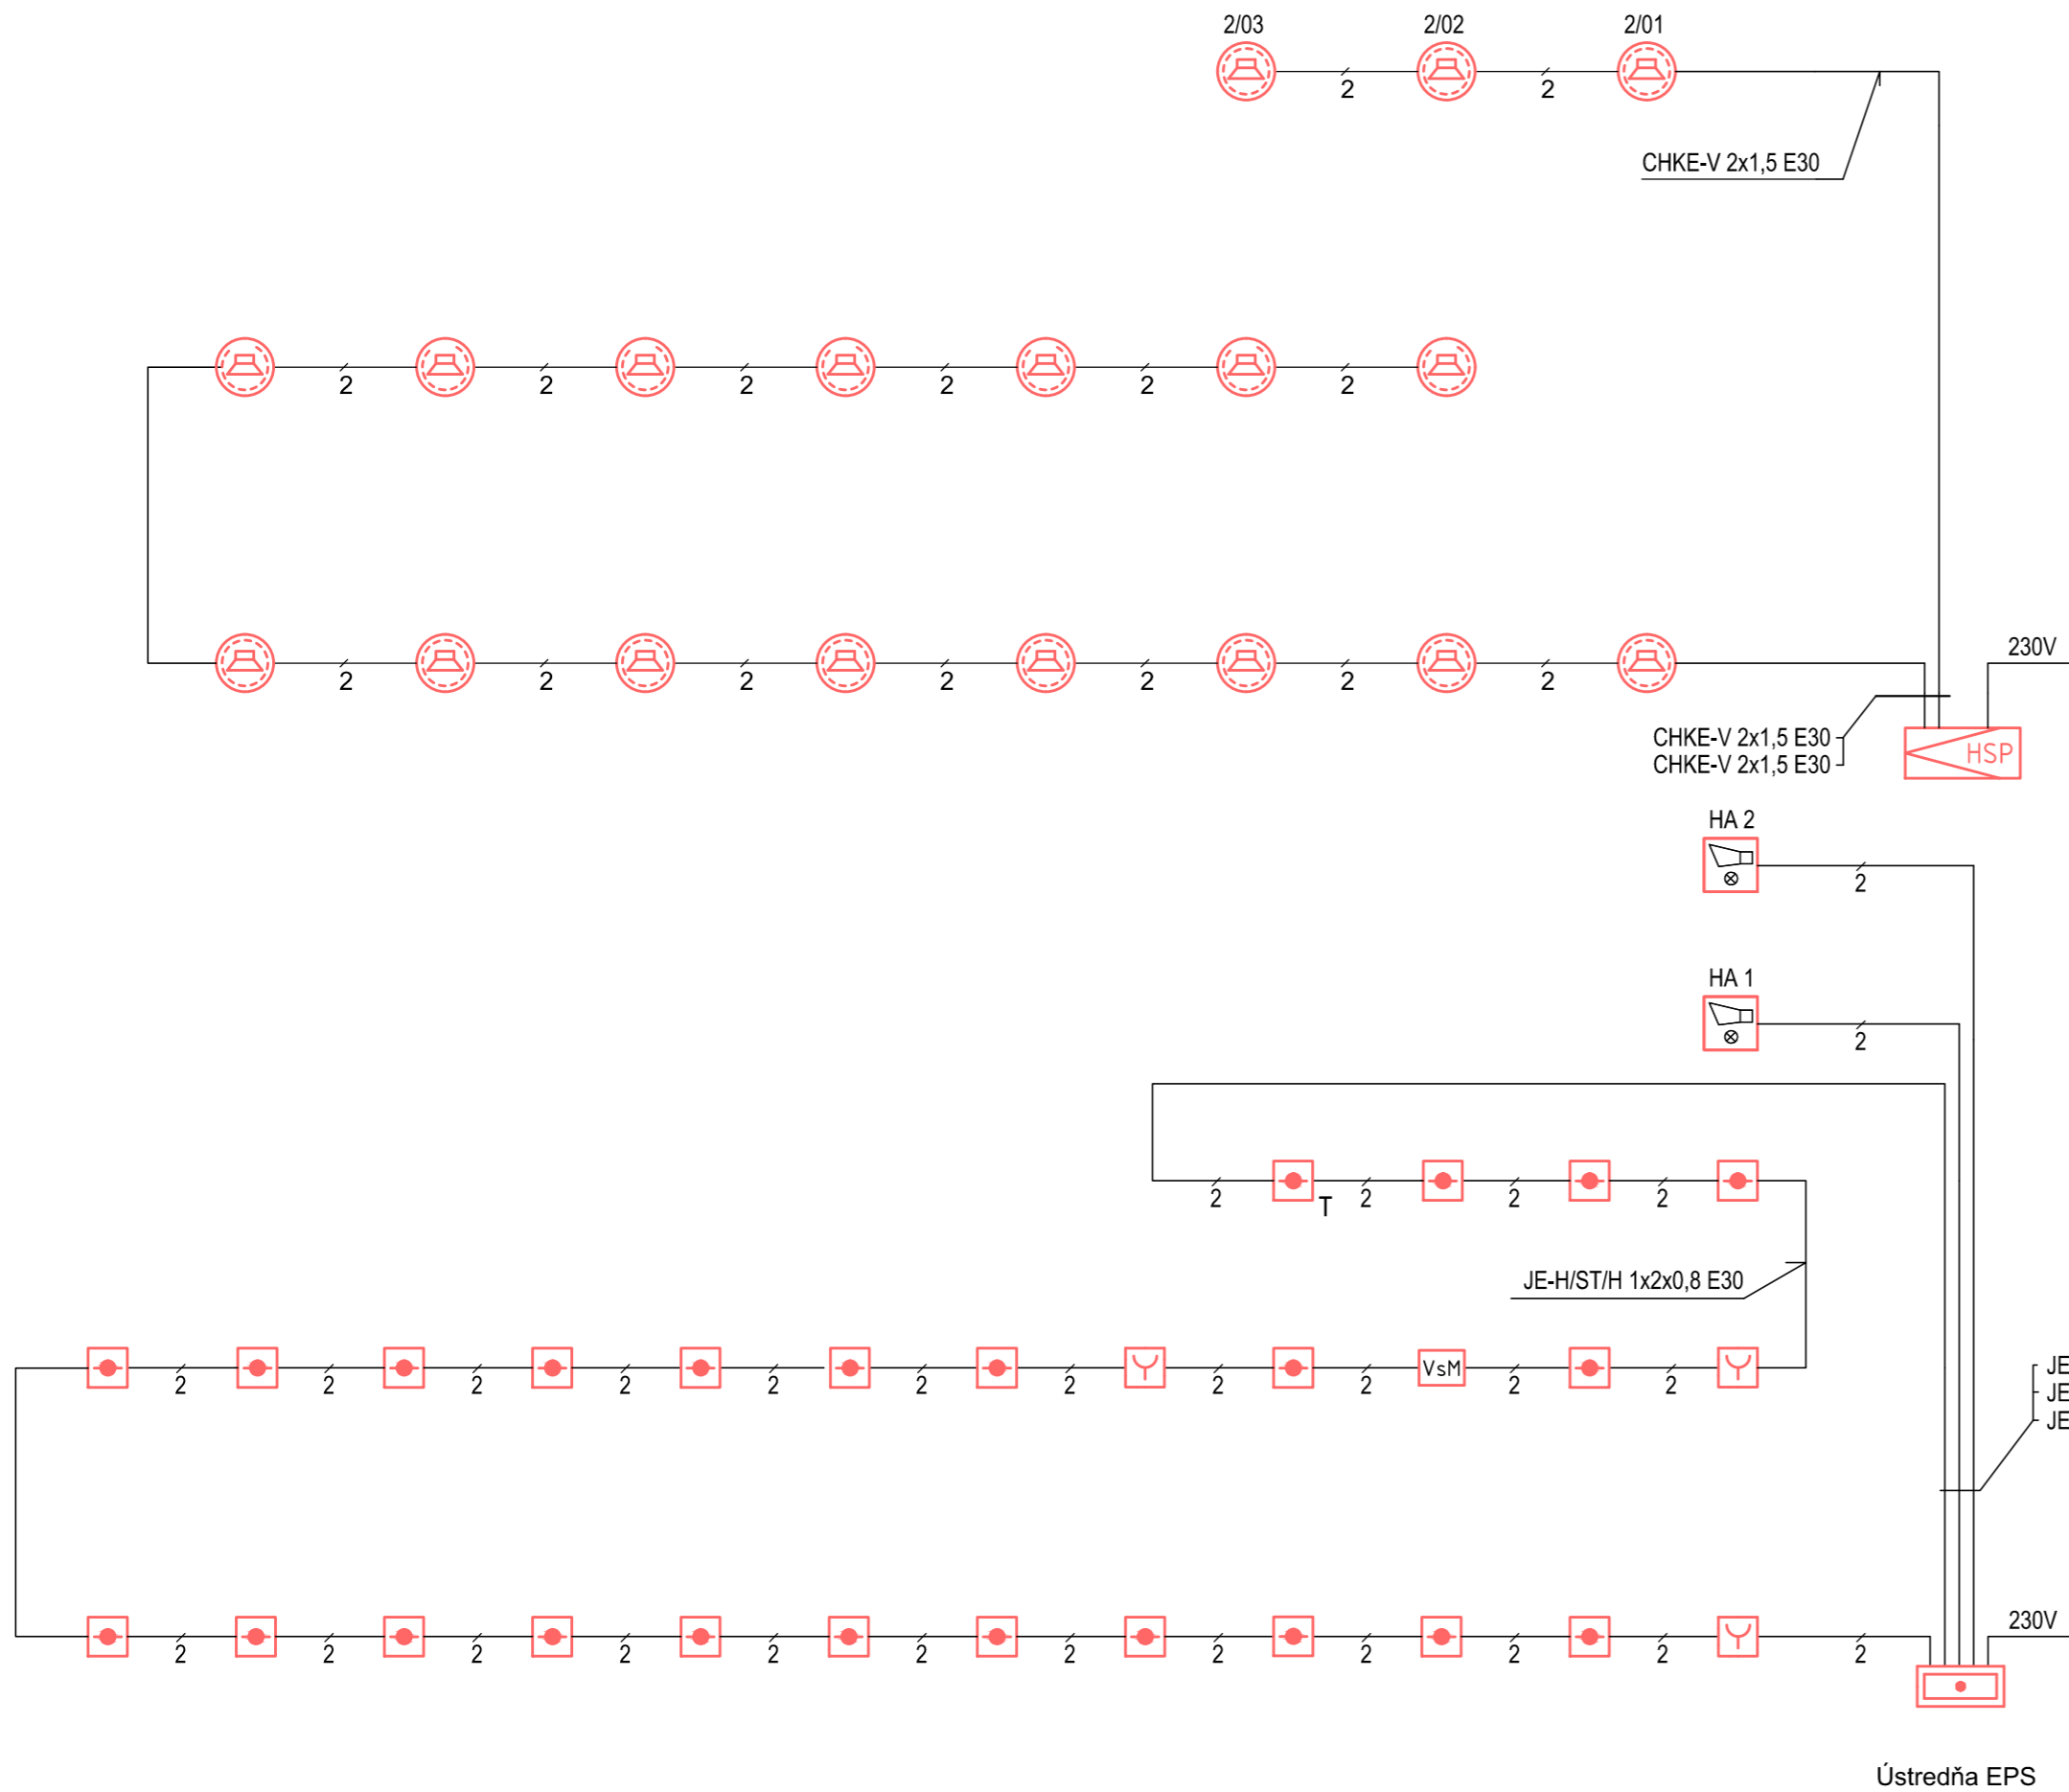 2/03 2/02 2/01
2 2
CHKE-V 2x1,5 E30
2 2 2 2 2 2
2 2 2 2 2 2 2
230V
CHKE-V 2x1,5 E30
CHKE-V 2x1,5 E30
HSP
HA 2
2
HA 1
2
2 T 2 2 2
JE-H/ST/H 1x2x0,8 E30
VsM
2 2 2 2 2 2 2 2 2 2 2
JE
JE
JE
230V
2 2 2 2 2 2 2 2 2 2 2 2
Ústredňa EPS